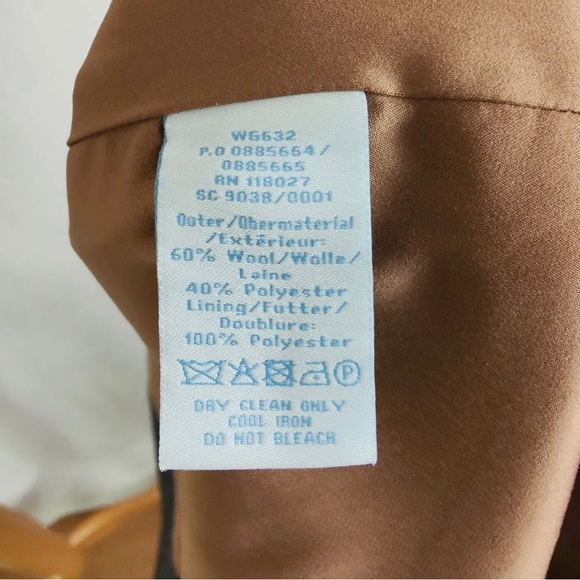 WG632
P.O 0885664/
0885665
RN 118027
SC 9038/0001
Outer/Obermaterial
/Extérieur:
60% Wool/Wolle/
Laine
40% Polyester
Lining/Futter/
Doublure:
100% Polyester
P
DRY CLEAN ONLY
COOL IRON
DO NOT BLEACH